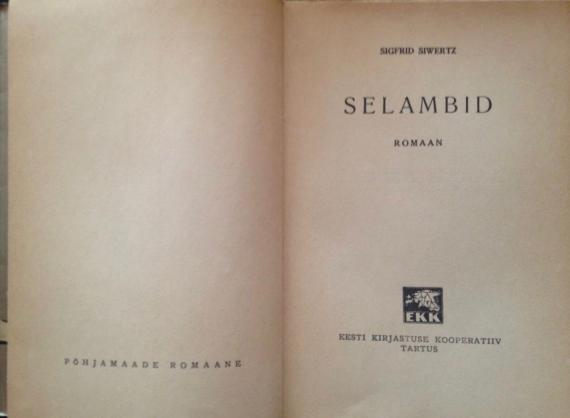 PÕHJAMAADE ROMAANE
SIGFRID SIWERTZ
SELAMBID
ROMAAN
EKK
EESTI KIRJASTUSE KOOPERATIIV
TARTUS